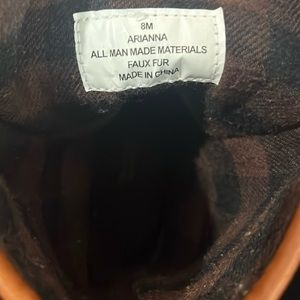 8M
ARIANNA
ALL MAN MADE MATERIALS
FAUX FUR
MADE IN CHINA